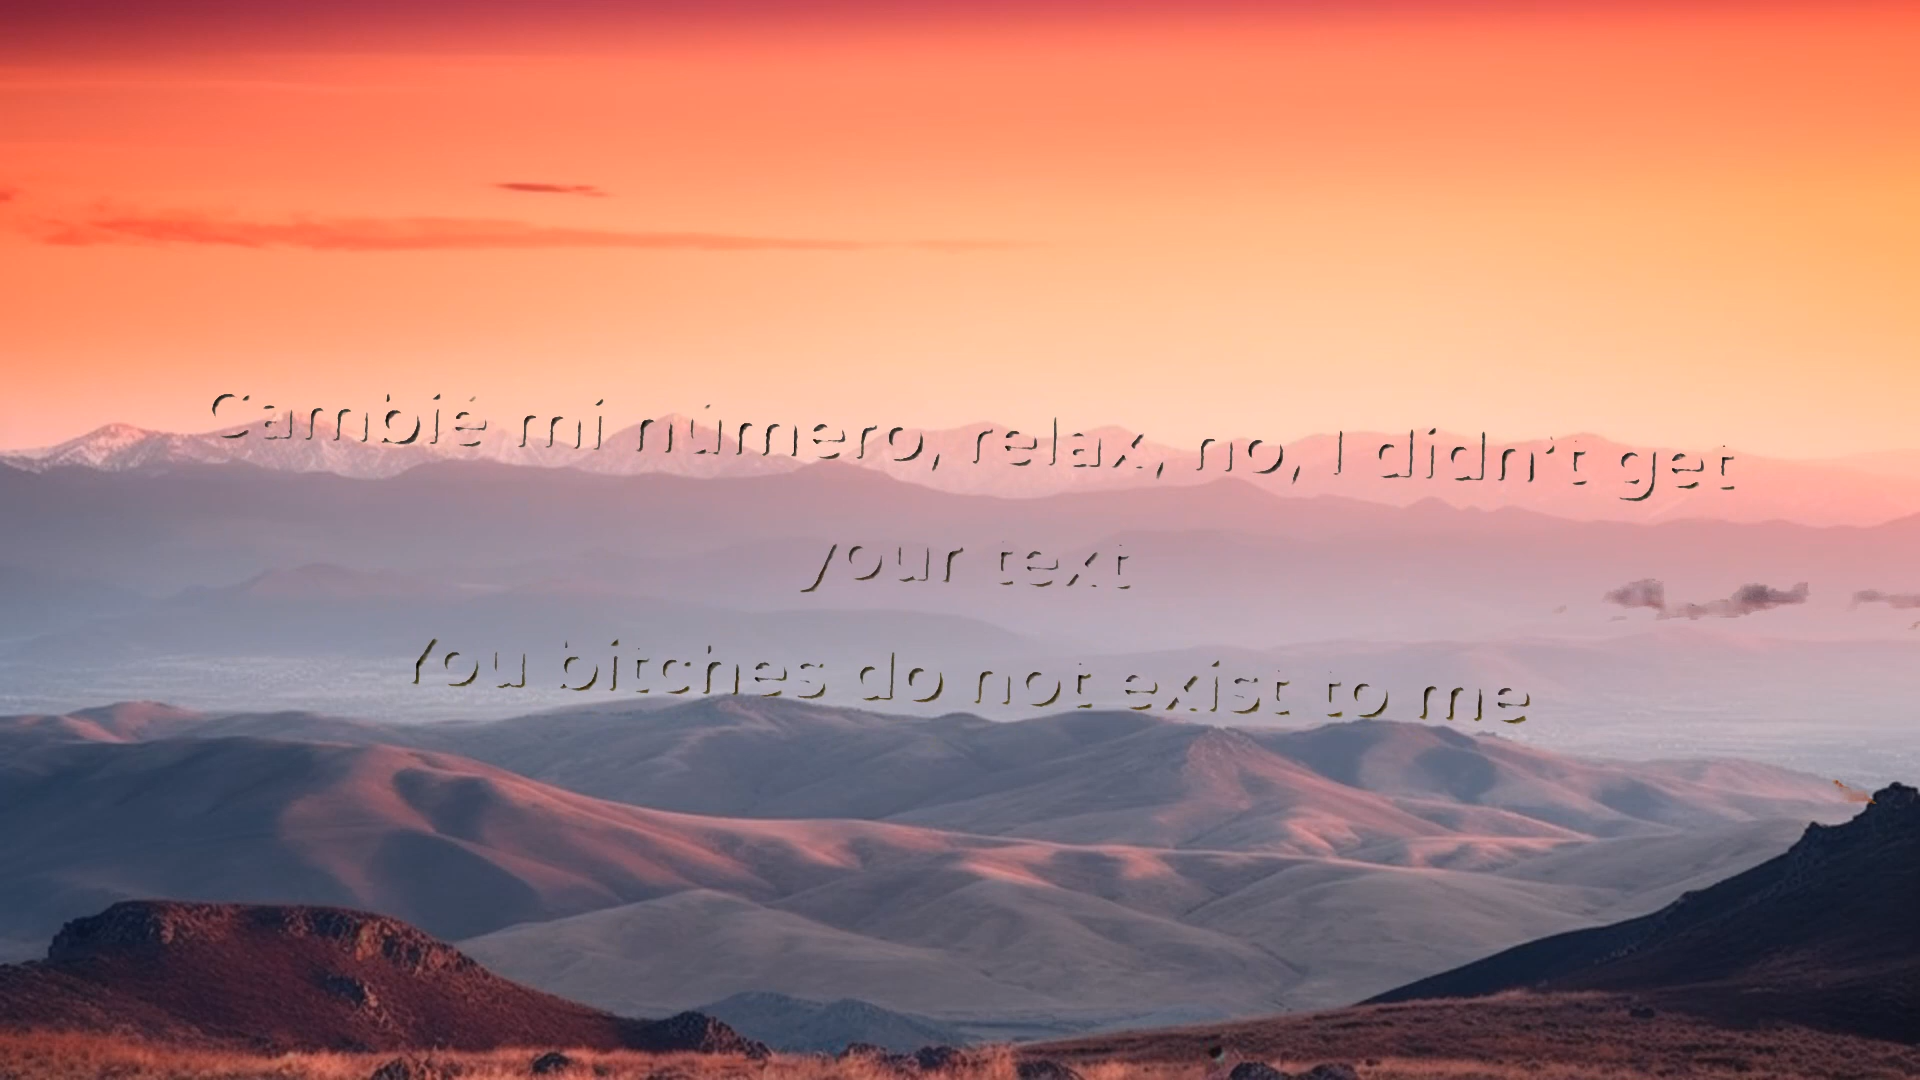 Cambié mi número, relax, no, I didn't get
your text
You bitches do not exist to me